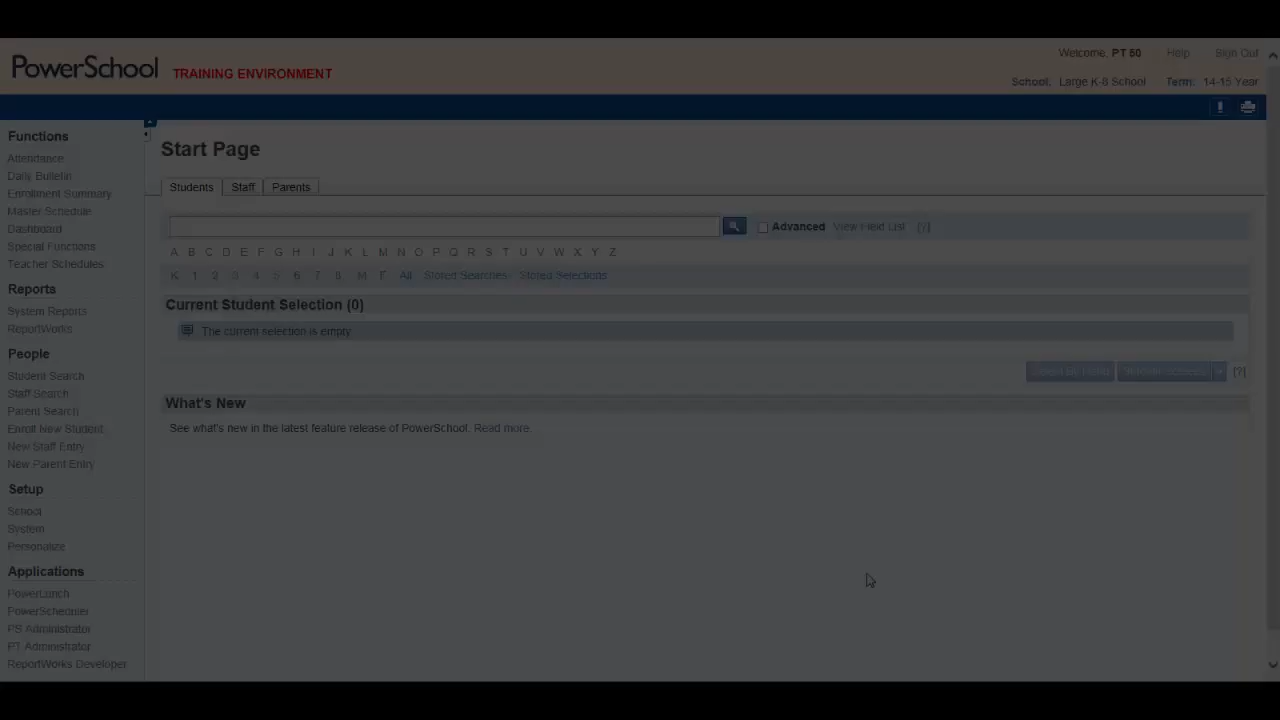 PowerSchool TRAINING ENVIRONMENT
Welcome, PT 50 Help Sign Out
School: Large K-8 School Term: 14-15 Year
Functions
Attendance
Daily Bulletin
Enrollment Summary
Master Schedule
Dashboard
Special Functions
Teacher Schedules
Reports
System Reports
ReportWorks
People
Student Search
Staff Search
Parent Search
Enroll New Student
New Staff Entry
New Parent Entry
Setup
School
System
Personalize
Applications
PowerLunch
PowerScheduler
PS Administrator
PT Administrator
ReportWorks Developer
Start Page
Students Staff Parents
Advanced View Field List [?]
A B C D E F G H I J K L M N O P Q R S T U V W X Y Z
K 1 2 3 4 5 6 7 8 M F All Stored Searches Stored Selections
Current Student Selection (0)
The current selection is empty
[?]
What's New
See what's new in the latest feature release of PowerSchool. Read more.